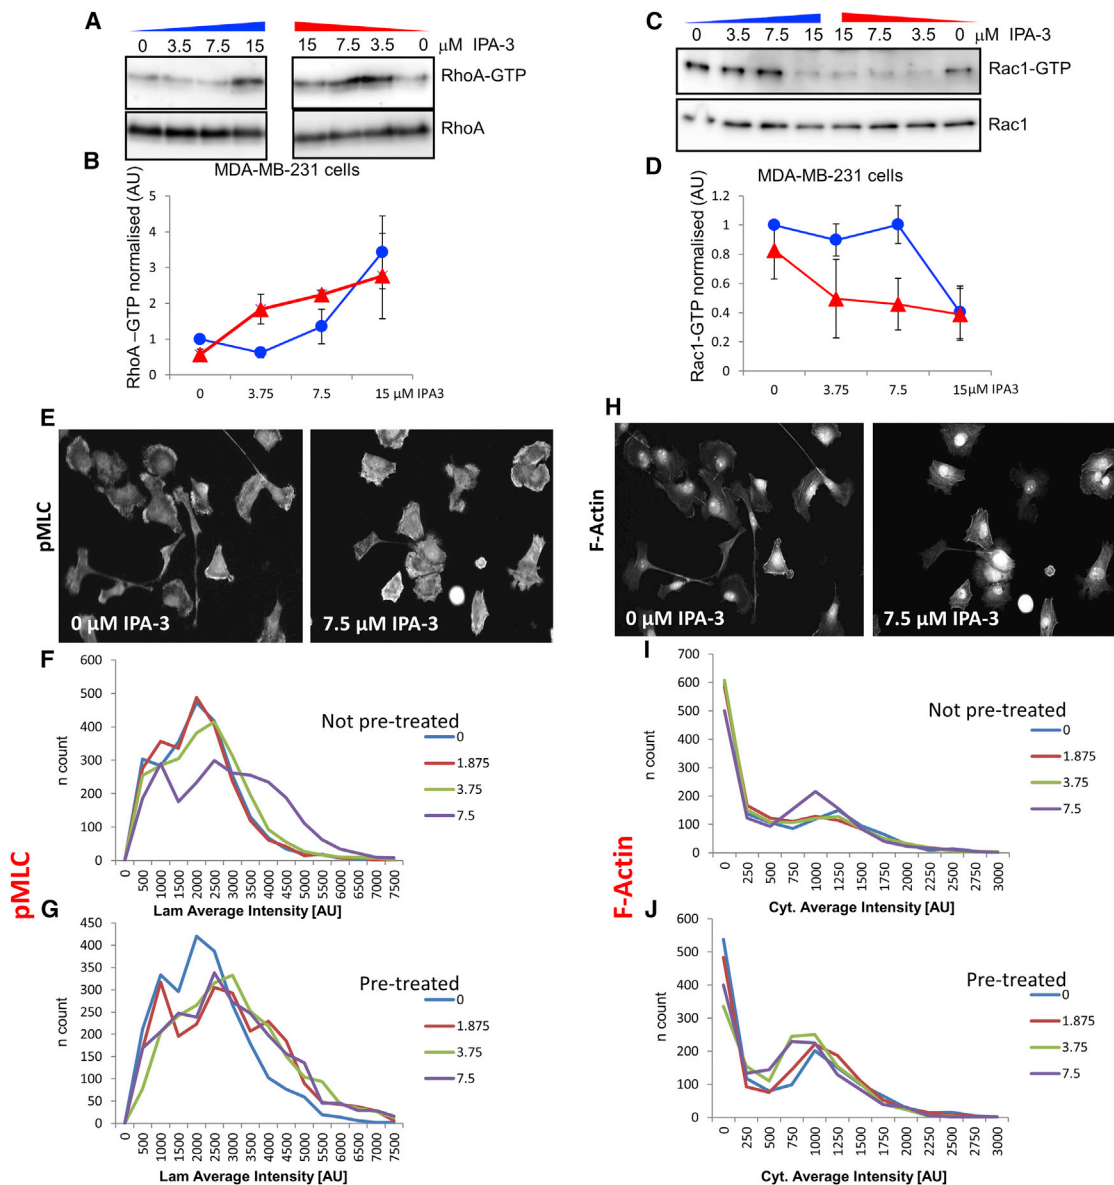 A
0 3.5 7.5 15 15 7.5 3.5 0 µM IPA-3
RhoA-GTP
RhoA
B
MDA-MB-231 cells
RhoA –GTP normalised (AU)
5
4
3
2
1
0
0 3.75 7.5 15 µM IPA3
C
0 3.5 7.5 15 15 7.5 3.5 0 µM IPA-3
Rac1-GTP
Rac1
D
MDA-MB-231 cells
Rac1-GTP normalised (AU)
1.2
1
0.8
0.6
0.4
0.2
0
0 3.75 7.5 15 µM IPA3
E
pMLC
0 µM IPA-3
7.5 µM IPA-3
H
F-Actin
0 µM IPA-3
7.5 µM IPA-3
pMLC
F
600
500
400
300
200
100
0
n count
Not pre-treated
0
1.875
3.75
7.5
0 500 1000 1500 2000 2500 3000 3500 4000 4500 5000 5500 6000 6500 7000 7500
Lam Average Intensity [AU]
G
450
400
350
300
250
200
150
100
50
0
n count
Pre-treated
0
1.875
3.75
7.5
0 500 1000 1500 2000 2500 3000 3500 4000 4500 5000 5500 6000 6500 7000 7500
Lam Average Intensity [AU]
F-Actin
I
700
600
500
400
300
200
100
0
n count
Not pre-treated
0
1.875
3.75
7.5
0 250 500 750 1000 1250 1500 1750 2000 2250 2500 2750 3000
Cyt. Average Intensity [AU]
J
600
500
400
300
200
100
0
n count
Pre-treated
0
1.875
3.75
7.5
0 250 500 750 1000 1250 1500 1750 2000 2250 2500 2750 3000
Cyt. Average Intensity [AU]